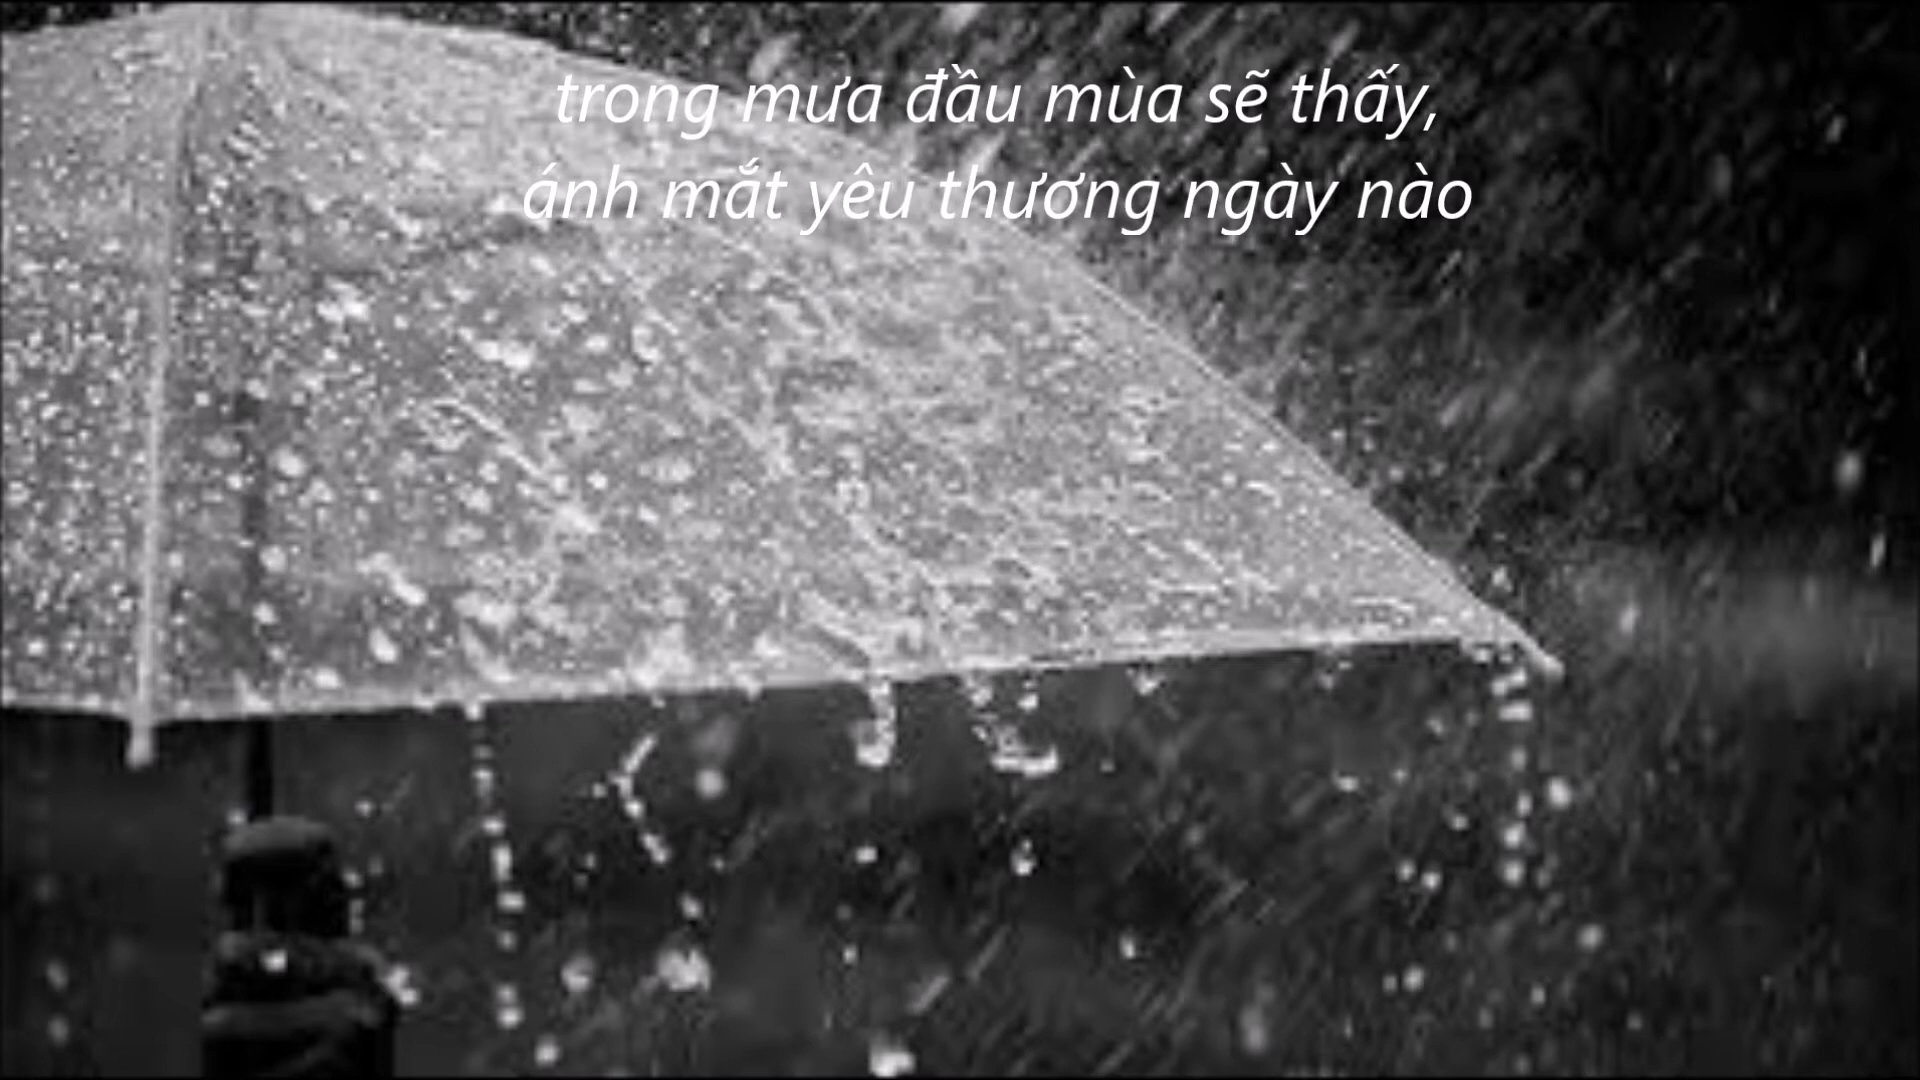 trong mưa đầu mùa sẽ thấy,
ánh mắt yêu thương ngày nào